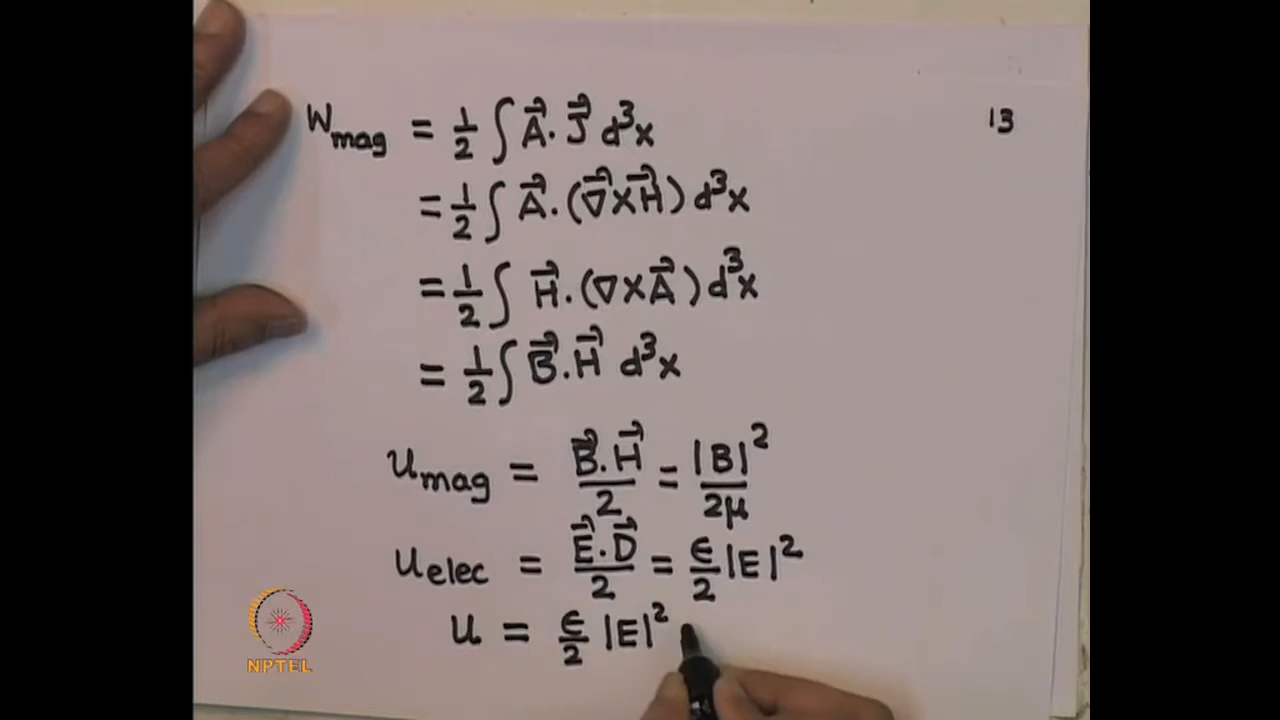 W_mag = 1/2 ∫ A⃗ . J⃗ d³x
13
= 1/2 ∫ A⃗ . (∇⃗ × H⃗) d³x
= 1/2 ∫ H⃗ . (∇ × A⃗) d³x
= 1/2 ∫ B⃗ . H⃗ d³x
u_mag = B⃗ . H⃗ / 2 = |B|² / 2μ
u_elec = E⃗ . D⃗ / 2 = ε/2 |E|²
u = ε/2 |E|²
NPTEL